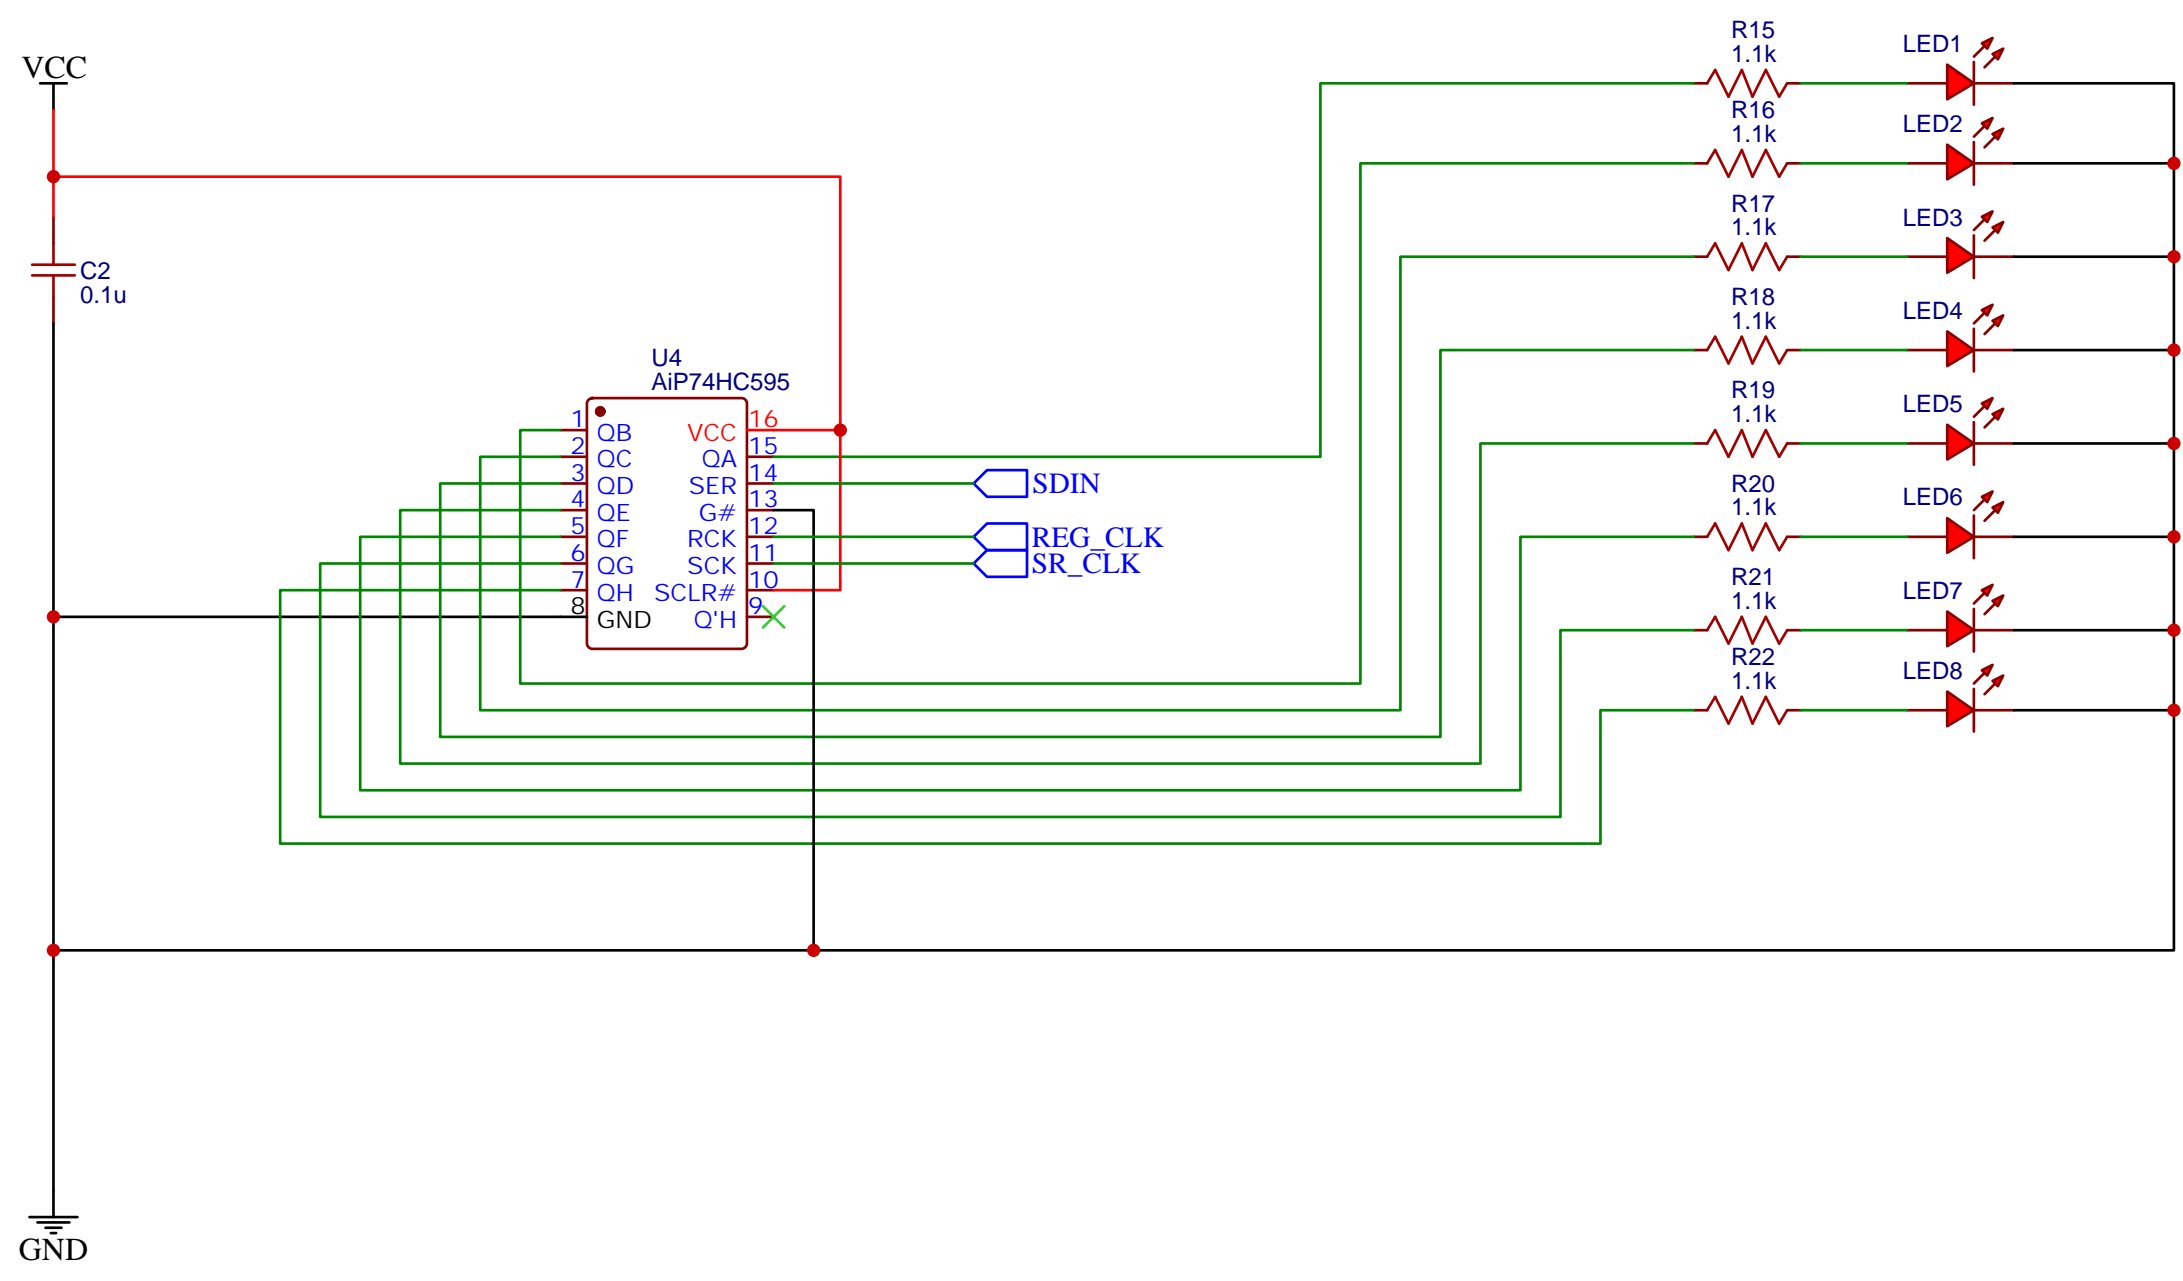 VCC
C2
0.1u
U4
AiP74HC595
1
QB
2
QC
3
QD
4
QE
5
QF
6
QG
7
QH
8
GND
VCC
16
QA
15
SER
14
G#
13
RCK
12
SCK
11
SCLR#
10
Q'H
9
SDIN
REG_CLK
SR_CLK
R15
1.1k
LED1
R16
1.1k
LED2
R17
1.1k
LED3
R18
1.1k
LED4
R19
1.1k
LED5
R20
1.1k
LED6
R21
1.1k
LED7
R22
1.1k
LED8
GND